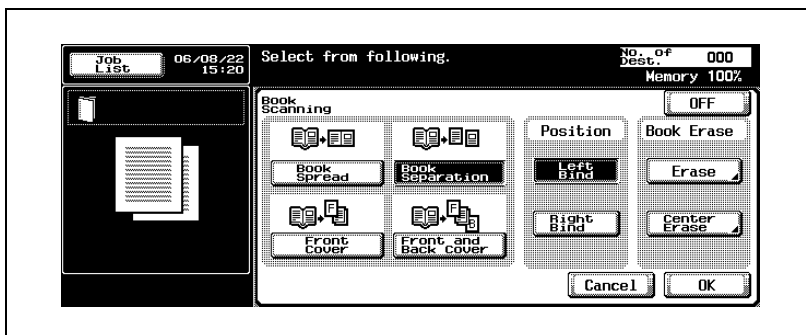 Job
List
06/08/22
15:20
Select from following.
No. of
Dest.
000
Memory 100%
Book
Scanning
OFF
Position
Book Erase
Book
Spread
Book
Separation
Left
Bind
Erase
F
F
B
Front
Cover
Front and
Back Cover
Right
Bind
Center
Erase
Cancel
OK